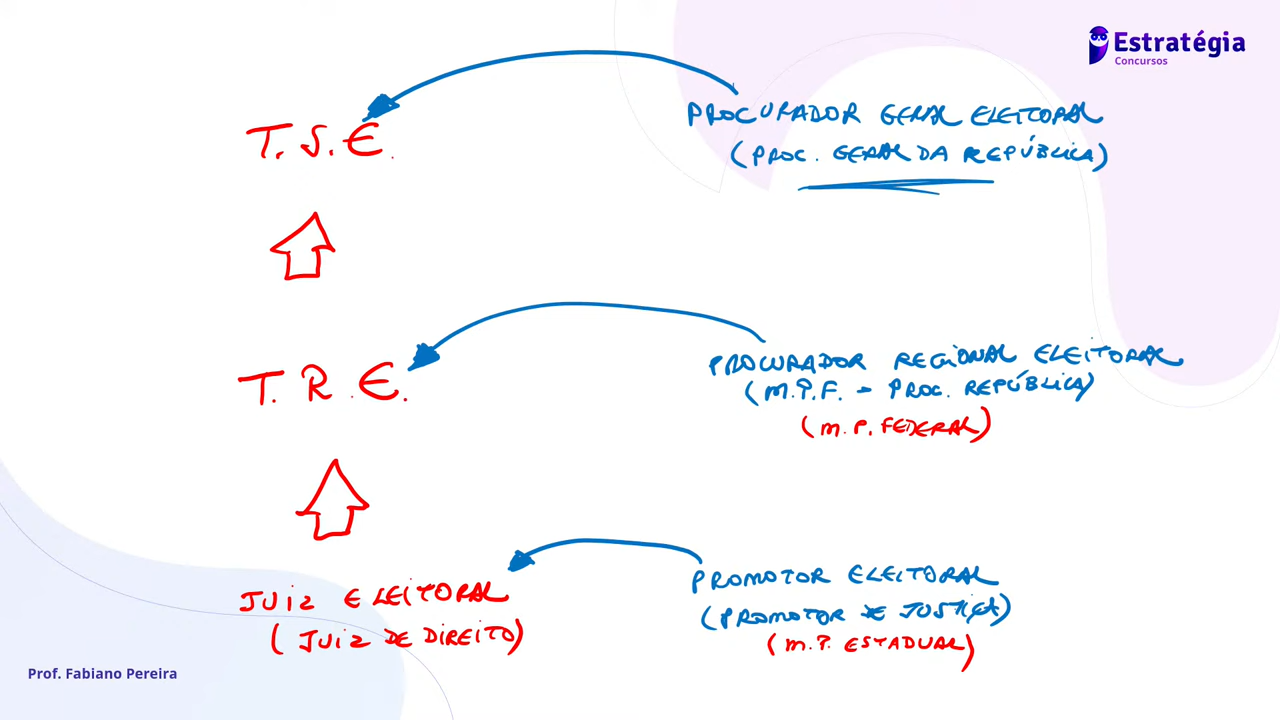 Estratégia
Concursos
T.S.E.
PROCURADOR GERAL ELEITORAL
(PROC. GERAL DA REPÚBLICA)
T.R.E.
PROCURADOR REGIONAL ELEITORAL
(M.P.F. - PROC. REPÚBLICA)
(M.P. FEDERAL)
JUIZ ELEITORAL
(JUIZ DE DIREITO)
PROMOTOR ELEITORAL
(PROMOTOR DE JUSTIÇA)
(M.P. ESTADUAL)
Prof. Fabiano Pereira